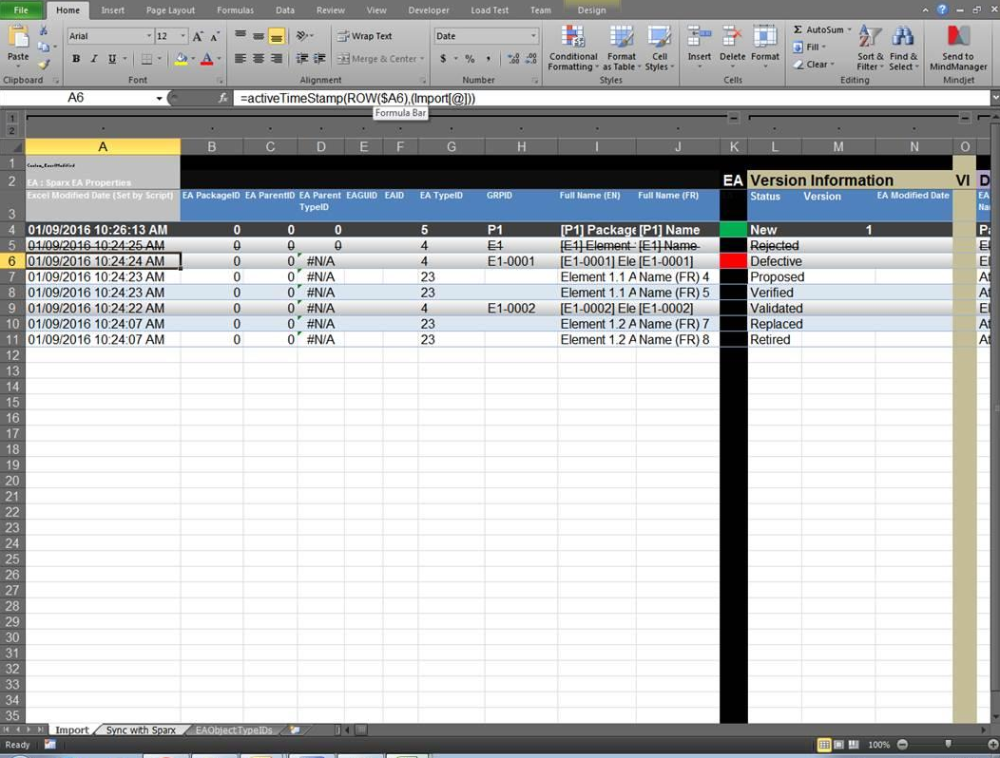 File Home Insert Page Layout Formulas Data Review View Developer Load Test Team Design
Paste Arial 12 A A Wrap Text Date AutoSum
B I U A Merge & Center $ % , Conditional Formatting Format as Table Cell Styles Insert Delete Format Fill Clear Sort & Filter Find & Select Send to MindManager
Clipboard Font Alignment Number Styles Cells Editing Mindjet
A6 fx =activeTimeStamp(ROW($A6),(Import[@]))
Formula Bar
1
2
A B C D E F G H I J K L M N O
1
2 EA : Sparx EA Properties EA Version Information VI D
3 Excel Modified Date (Set by Script) EA PackageID EA ParentID EA Parent TypeID EAGUID EAID EA TypeID GRPID Full Name (EN) Full Name (FR) Status Version EA Modified Date EA
4 01/09/2016 10:26:13 AM 0 0 0 5 P1 [P1] Package [P1] Name New 1
5 01/09/2016 10:24:25 AM 0 0 0 4 E1 [E1] Element [E1] Name Rejected
6 01/09/2016 10:24:24 AM 0 0 #N/A 4 E1-0001 [E1-0001] Ele [E1-0001] Defective
7 01/09/2016 10:24:23 AM 0 0 #N/A 23 Element 1.1 A Name (FR) 4 Proposed
8 01/09/2016 10:24:23 AM 0 0 #N/A 23 Element 1.1 A Name (FR) 5 Verified
9 01/09/2016 10:24:22 AM 0 0 #N/A 4 E1-0002 [E1-0002] Ele [E1-0002] Validated
10 01/09/2016 10:24:07 AM 0 0 #N/A 23 Element 1.2 A Name (FR) 7 Replaced
11 01/09/2016 10:24:07 AM 0 0 #N/A 23 Element 1.2 A Name (FR) 8 Retired
12
13
14
15
16
17
18
19
20
21
22
23
24
25
26
27
28
29
30
31
32
33
34
35
Import Sync with Sparx EAObjectTypeIDs
Ready 100%